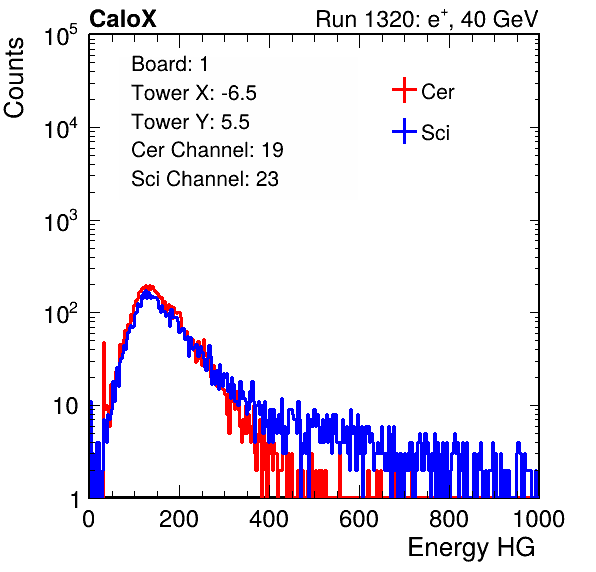 CaloX Run 1320: e⁺, 40 GeV
Counts
Board: 1
Tower X: -6.5
Tower Y: 5.5
Cer Channel: 19
Sci Channel: 23
Cer
Sci
10⁵
10⁴
10³
10²
10
1
0 200 400 600 800 1000
Energy HG